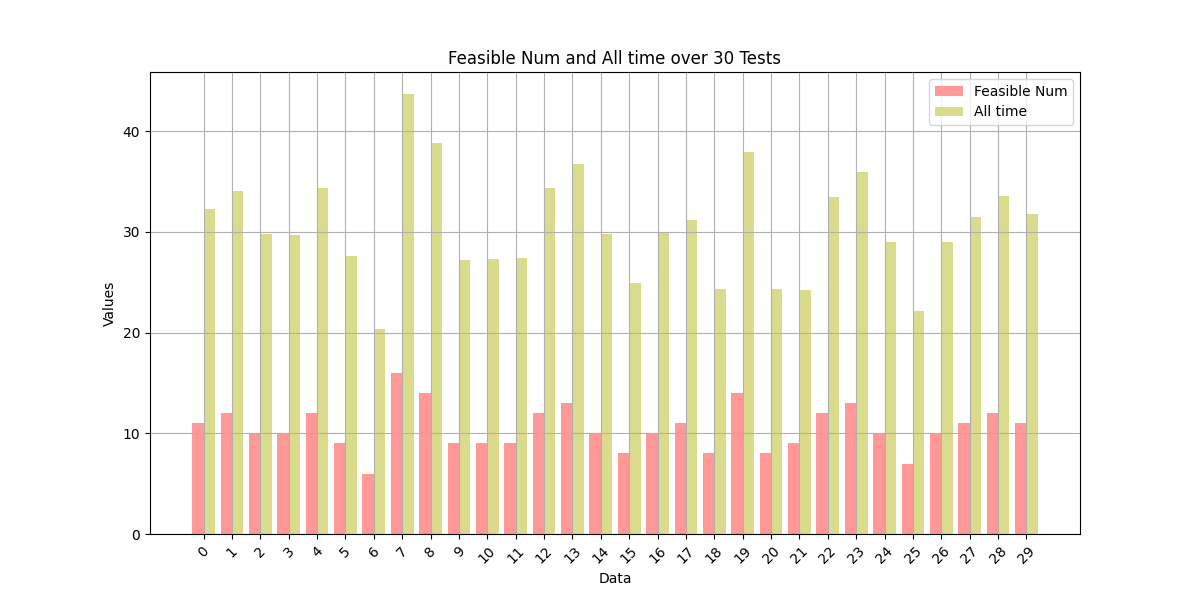 Feasible Num and All time over 30 Tests
Feasible Num
All time
Values
40
30
20
10
0
0 1 2 3 4 5 6 7 8 9 10 11 12 13 14 15 16 17 18 19 20 21 22 23 24 25 26 27 28 29
Data